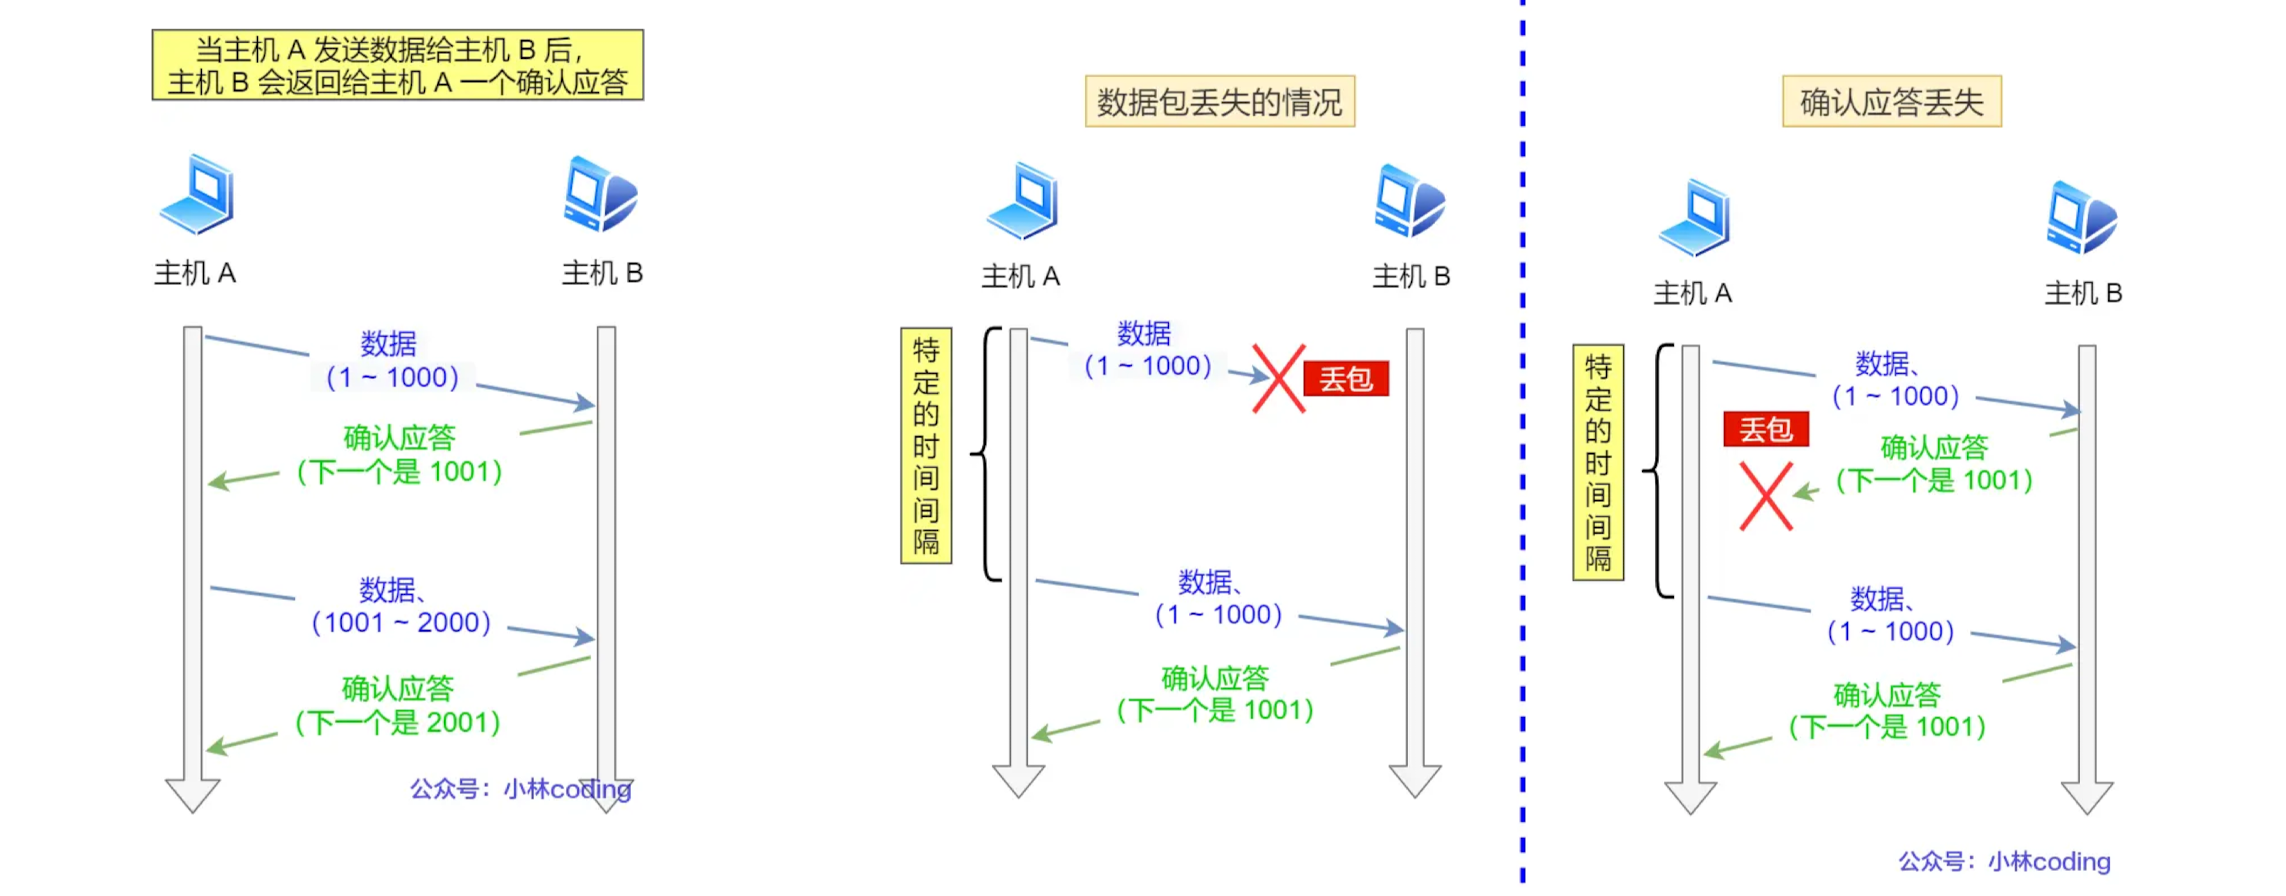 当主机 A 发送数据给主机 B 后，
主机 B 会返回给主机 A 一个确认应答
主机 A
主机 B
数据
（1 ~ 1000）
确认应答
（下一个是 1001）
数据、
（1001 ~ 2000）
确认应答
（下一个是 2001）
公众号：小林coding
数据包丢失的情况
主机 A
主机 B
特定的时间间隔
数据
（1 ~ 1000）
丢包
数据、
（1 ~ 1000）
确认应答
（下一个是 1001）
确认应答丢失
主机 A
主机 B
特定的时间间隔
数据、
（1 ~ 1000）
丢包
确认应答
（下一个是 1001）
数据、
（1 ~ 1000）
确认应答
（下一个是 1001）
公众号：小林coding